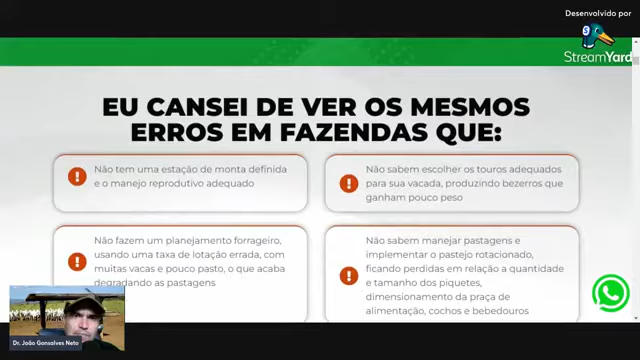 Desenvolvido por
StreamYard
EU CANSEI DE VER OS MESMOS
ERROS EM FAZENDAS QUE:
Não tem uma estação de monta definida
e o manejo reprodutivo adequado
Não sabem escolher os touros adequados
para sua vacada, produzindo bezerros que
ganham pouco peso
Não fazem um planejamento forrageiro,
usando uma taxa de lotação errada, com
muitas vacas e pouco pasto, o que acaba
degradando as pastagens
Não sabem manejar pastagens e
implementar o pastejo rotacionado,
ficando perdidas em relação a quantidade
e tamanho dos piquetes,
dimensionamento da praça de
alimentação, cochos e bebedouros
Dr. João Gonsalves Neto